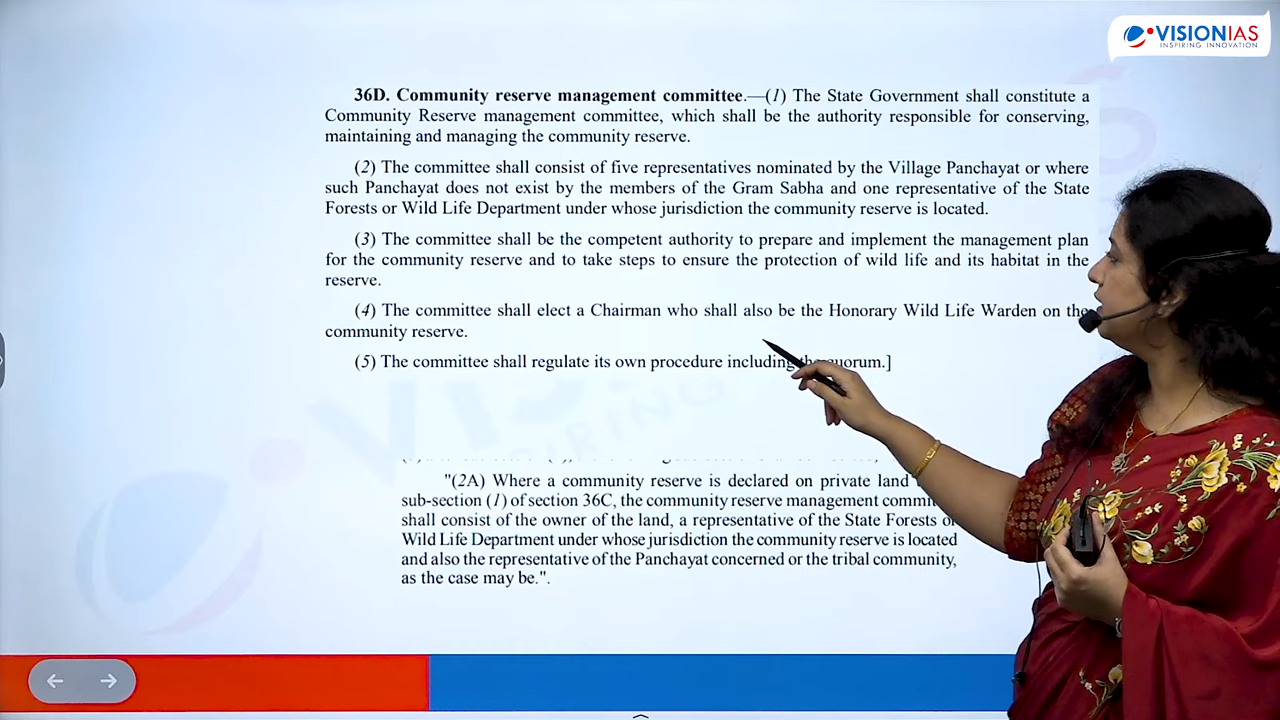 VISIONIAS
INSPIRING INNOVATION
36D. Community reserve management committee.—(1) The State Government shall constitute a
Community Reserve management committee, which shall be the authority responsible for conserving,
maintaining and managing the community reserve.
(2) The committee shall consist of five representatives nominated by the Village Panchayat or where
such Panchayat does not exist by the members of the Gram Sabha and one representative of the State
Forests or Wild Life Department under whose jurisdiction the community reserve is located.
(3) The committee shall be the competent authority to prepare and implement the management plan
for the community reserve and to take steps to ensure the protection of wild life and its habitat in the
reserve.
(4) The committee shall elect a Chairman who shall also be the Honorary Wild Life Warden on the
community reserve.
(5) The committee shall regulate its own procedure including the quorum.]
"(2A) Where a community reserve is declared on private land
sub-section (1) of section 36C, the community reserve management
shall consist of the owner of the land, a representative of the State Forests or
Wild Life Department under whose jurisdiction the community reserve is located
and also the representative of the Panchayat concerned or the tribal community,
as the case may be.".